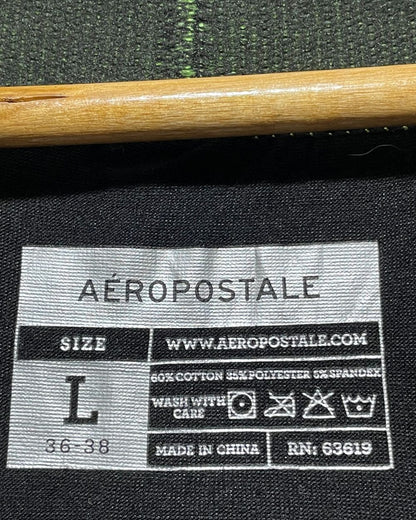 AÉROPOSTALE
SIZE
WWW.AEROPOSTALE.COM
L
36-38
60% COTTON 35% POLYESTER 5% SPANDEX
WASH WITH
CARE
MADE IN CHINA
RN: 63619